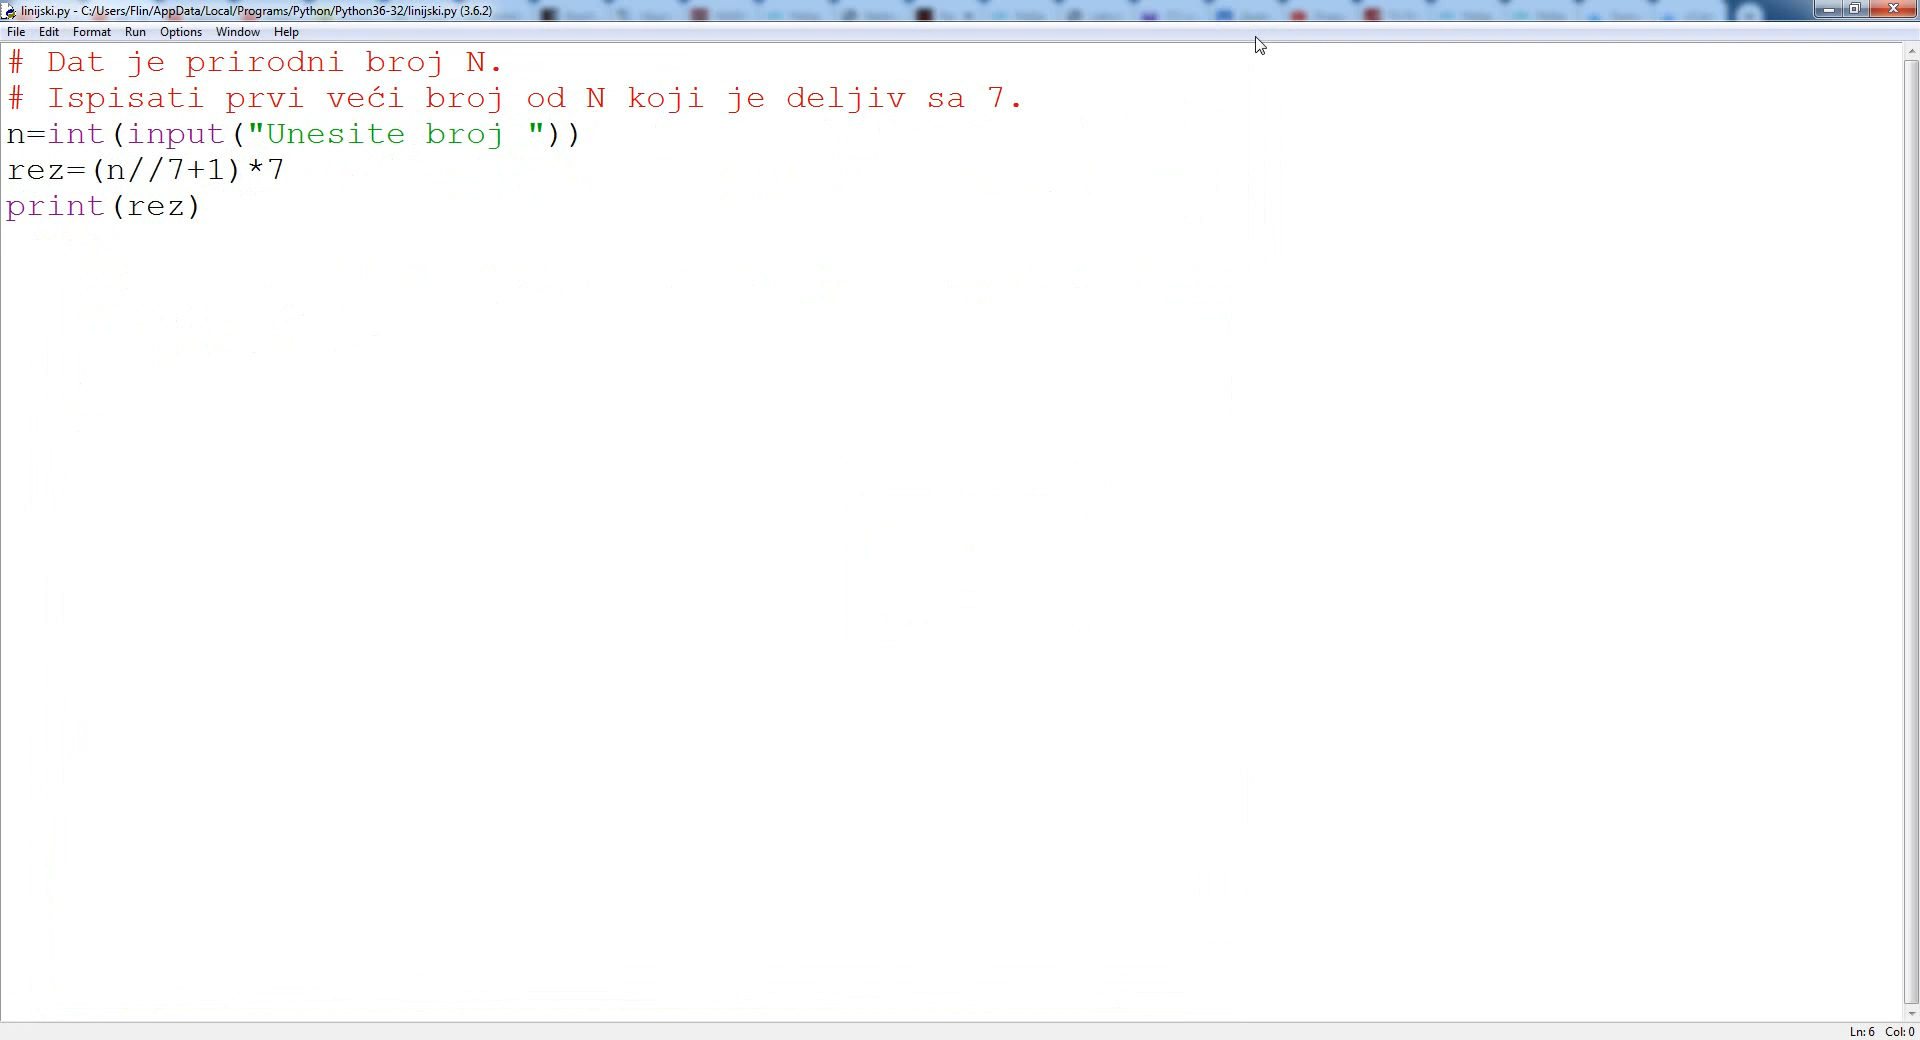 linijski.py - C:/Users/Flin/AppData/Local/Programs/Python/Python36-32/linijski.py (3.6.2)
File Edit Format Run Options Window Help
# Dat je prirodni broj N.
# Ispisati prvi veći broj od N koji je deljiv sa 7.
n=int(input("Unesite broj "))
rez=(n//7+1)*7
print(rez)
Ln: 6 Col: 0